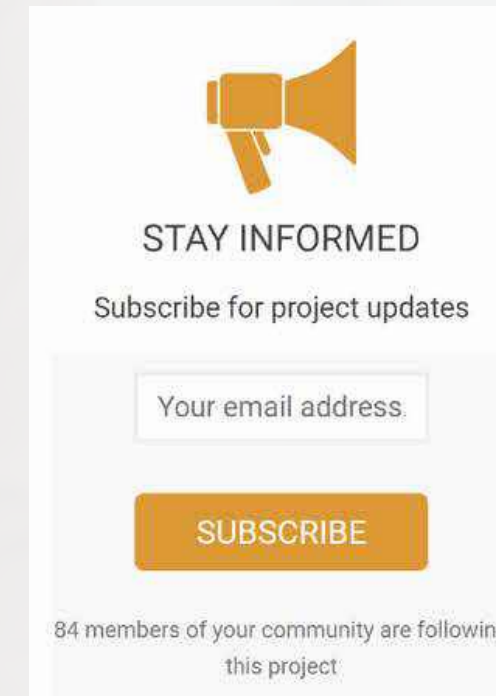 STAY INFORMED
Subscribe for project updates
Your email address.
SUBSCRIBE
84 members of your community are followin
this project